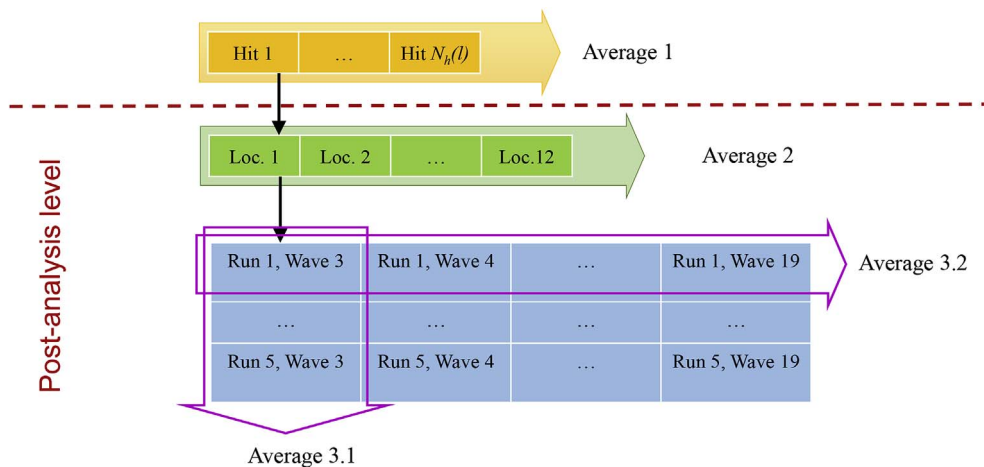 Hit 1 … Hit N_h(l) Average 1
Loc. 1 Loc. 2 … Loc.12 Average 2
Post-analysis level
Run 1, Wave 3 Run 1, Wave 4 … Run 1, Wave 19 Average 3.2
… … … …
Run 5, Wave 3 Run 5, Wave 4 … Run 5, Wave 19
Average 3.1